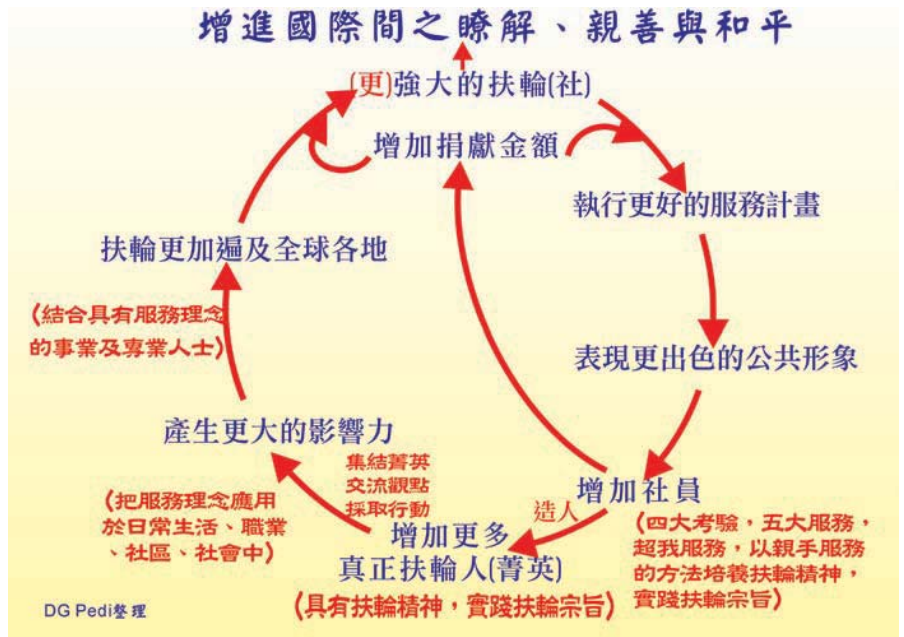 增進國際間之瞭解、親善與和平
(更)強大的扶輪(社)
增加捐獻金額
執行更好的服務計畫
表現更出色的公共形象
增加社員
(四大考驗，五大服務，
超我服務，以親手服務
的方法培養扶輪精神，
實踐扶輪宗旨)
造人
增加更多
真正扶輪人(菁英)
(具有扶輪精神，實踐扶輪宗旨)
集結菁英
交流觀點
採取行動
產生更大的影響力
(把服務理念應用
於日常生活、職業
、社區、社會中)
扶輪更加遍及全球各地
(結合具有服務理念
的事業及專業人士)
DG Pedi整理